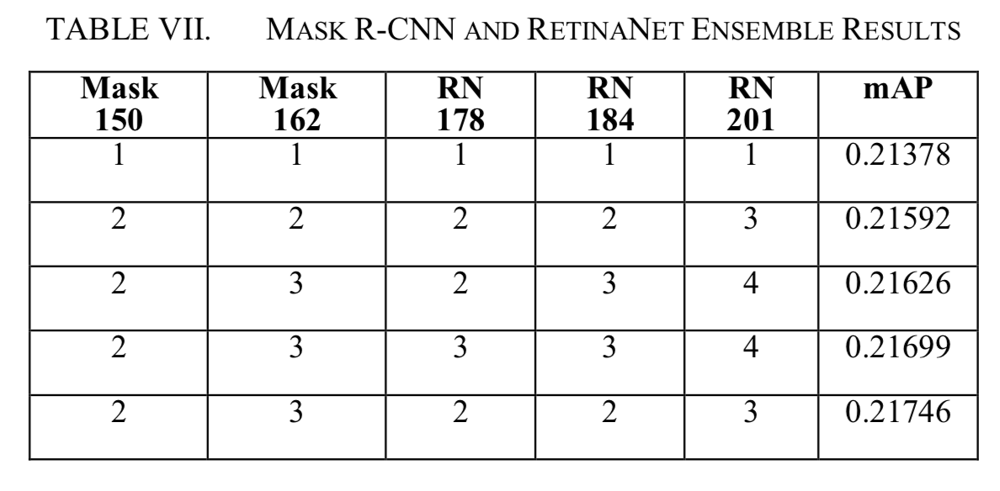 TABLE VII. MASK R-CNN AND RETINANET ENSEMBLE RESULTS
Mask 150 Mask 162 RN 178 RN 184 RN 201 mAP
1 1 1 1 1 0.21378
2 2 2 2 3 0.21592
2 3 2 3 4 0.21626
2 3 3 3 4 0.21699
2 3 2 2 3 0.21746